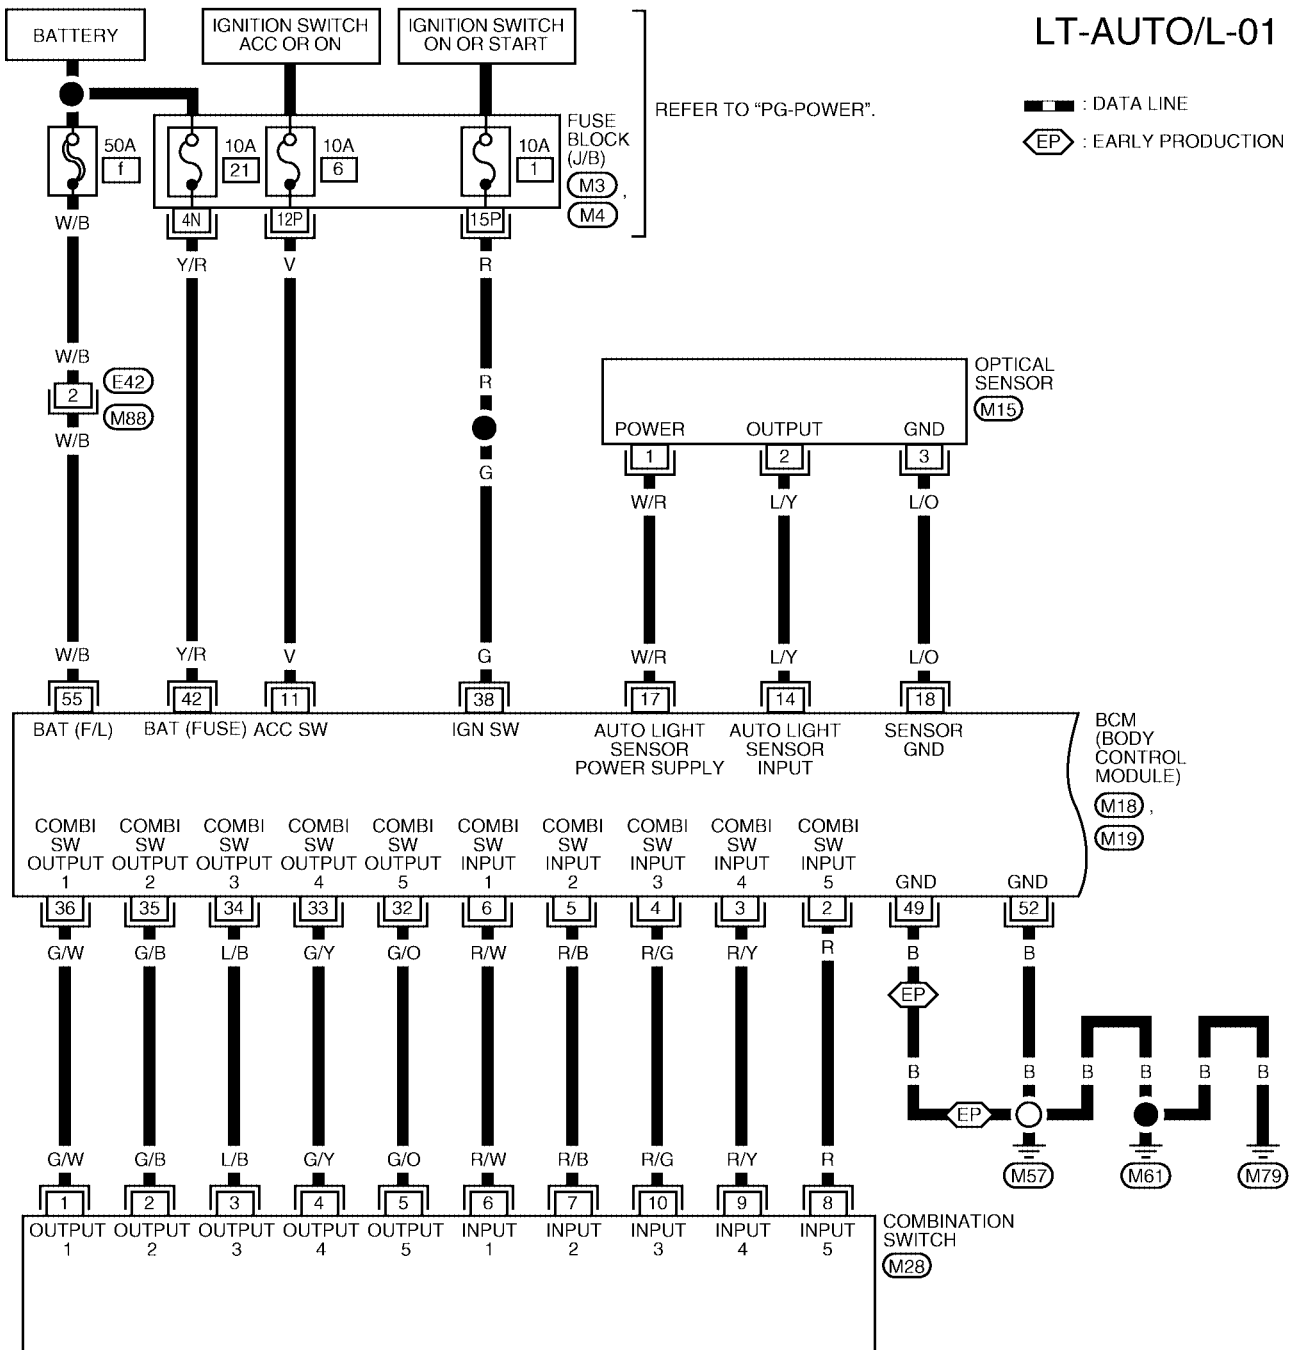 LT-AUTO/L-01
BATTERY
IGNITION SWITCH
ACC OR ON
IGNITION SWITCH
ON OR START
REFER TO “PG-POWER”.
: DATA LINE
EP : EARLY PRODUCTION
50A
f
10A
21
10A
6
10A
1
FUSE
BLOCK
(J/B)
M3 ,
M4
4N
12P
15P
W/B
Y/R
V
R
W/B
2
E42
M88
W/B
R
G
OPTICAL
SENSOR
M15
POWER
OUTPUT
GND
1
2
3
W/R
L/Y
L/O
W/B
Y/R
V
G
W/R
L/Y
L/O
55
42
11
38
17
14
18
BAT (F/L)
BAT (FUSE)
ACC SW
IGN SW
AUTO LIGHT
SENSOR
POWER SUPPLY
AUTO LIGHT
SENSOR
INPUT
SENSOR
GND
BCM
(BODY
CONTROL
MODULE)
M18 ,
M19
COMBI
SW
OUTPUT
1
COMBI
SW
OUTPUT
2
COMBI
SW
OUTPUT
3
COMBI
SW
OUTPUT
4
COMBI
SW
OUTPUT
5
COMBI
SW
INPUT
1
COMBI
SW
INPUT
2
COMBI
SW
INPUT
3
COMBI
SW
INPUT
4
COMBI
SW
INPUT
5
GND
GND
36
35
34
33
32
6
5
4
3
2
49
52
G/W
G/B
L/B
G/Y
G/O
R/W
R/B
R/G
R/Y
R
B
B
EP
B
B
B
B
B
B
EP
M57
M61
M79
G/W
G/B
L/B
G/Y
G/O
R/W
R/B
R/G
R/Y
R
1
2
3
4
5
6
7
10
9
8
OUTPUT
1
OUTPUT
2
OUTPUT
3
OUTPUT
4
OUTPUT
5
INPUT
1
INPUT
2
INPUT
3
INPUT
4
INPUT
5
COMBINATION
SWITCH
M28